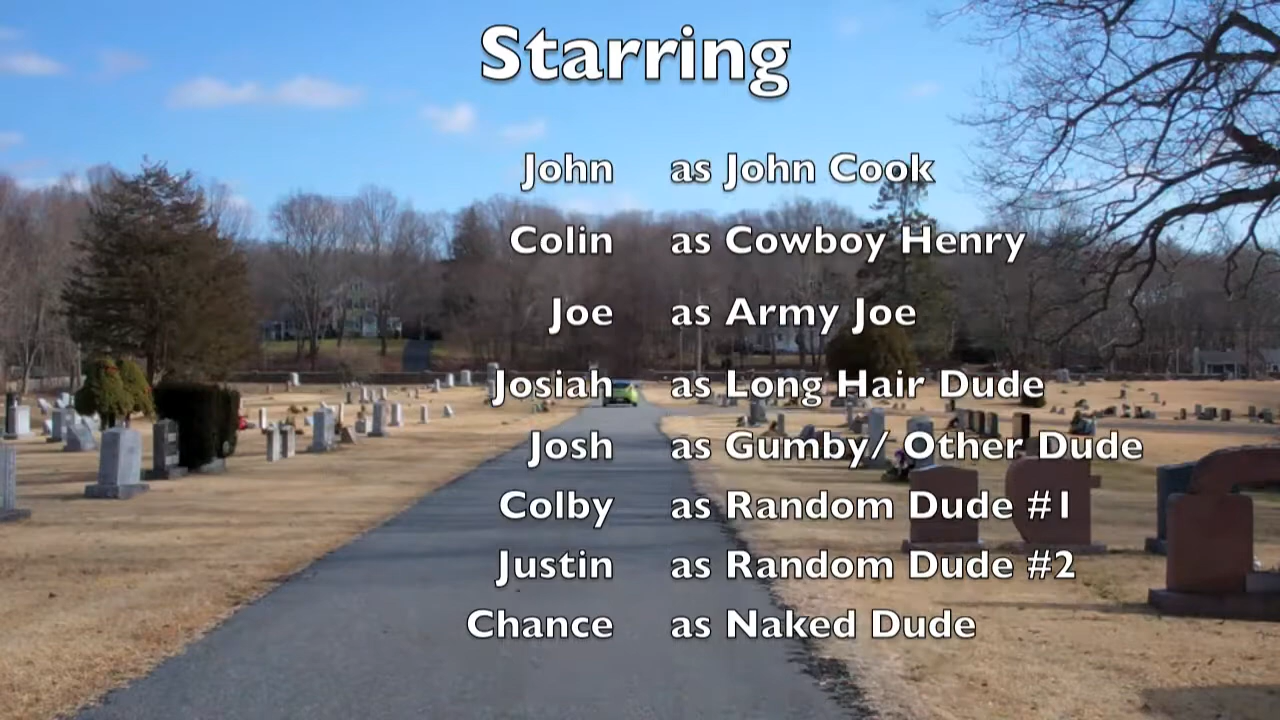 Starring
John as John Cook
Colin as Cowboy Henry
Joe as Army Joe
Josiah as Long Hair Dude
Josh as Gumby/ Other Dude
Colby as Random Dude #1
Justin as Random Dude #2
Chance as Naked Dude